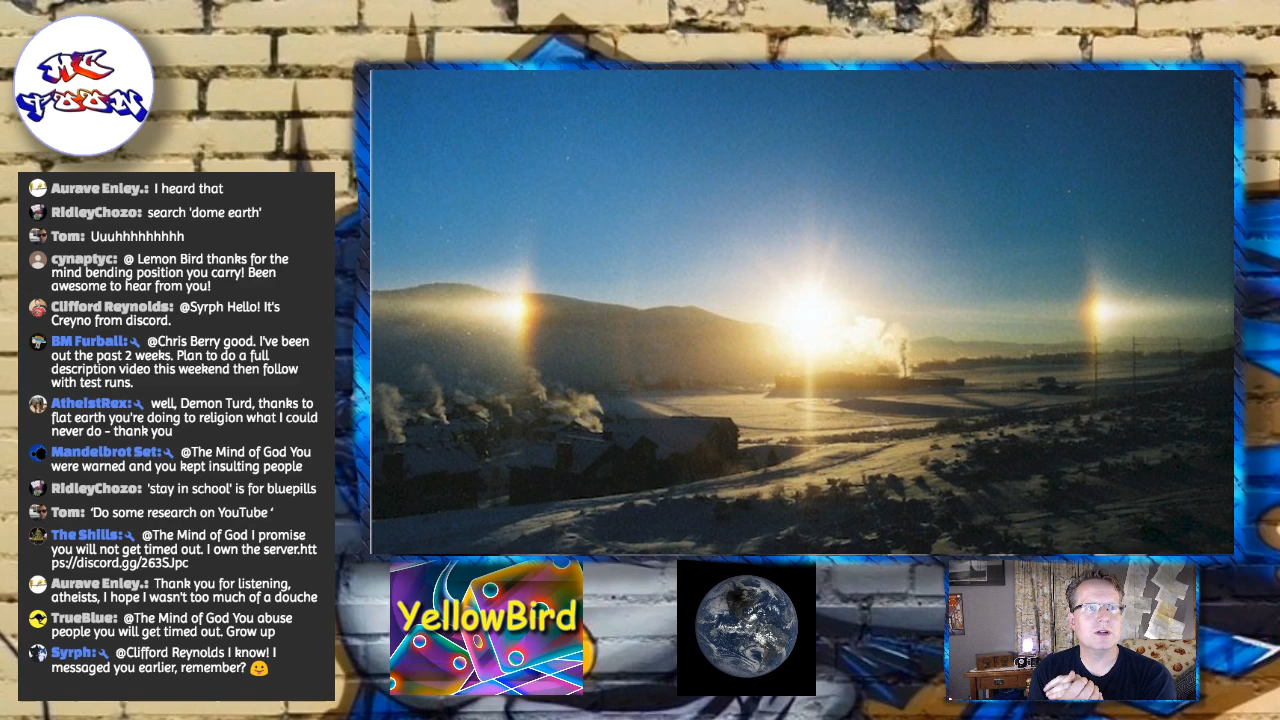 MC
TOON
Aurave Enley.: I heard that
RidleyChozo: search 'dome earth'
Tom: Uuuhhhhhhhhh
cynaptyc: @ Lemon Bird thanks for the
mind bending position you carry! Been
awesome to hear from you!
Clifford Reynolds: @Syrph Hello! It's
Creyno from discord.
BM Furball: @Chris Berry good. I've been
out the past 2 weeks. Plan to do a full
description video this weekend then follow
with test runs.
AtheistRex: well, Demon Turd, thanks to
flat earth you're doing to religion what I could
never do - thank you
Mandelbrot Set: @The Mind of God You
were warned and you kept insulting people
RidleyChozo: 'stay in school' is for bluepills
Tom: ‘Do some research on YouTube ‘
The Shills: @The Mind of God I promise
you will not get timed out. I own the server.htt
ps://discord.gg/263SJpc
Aurave Enley.: Thank you for listening,
atheists, I hope I wasn't too much of a douche
TrueBlue: @The Mind of God You abuse
people you will get timed out. Grow up
Syrph: @Clifford Reynolds I know! I
messaged you earlier, remember? 🙂
YellowBird